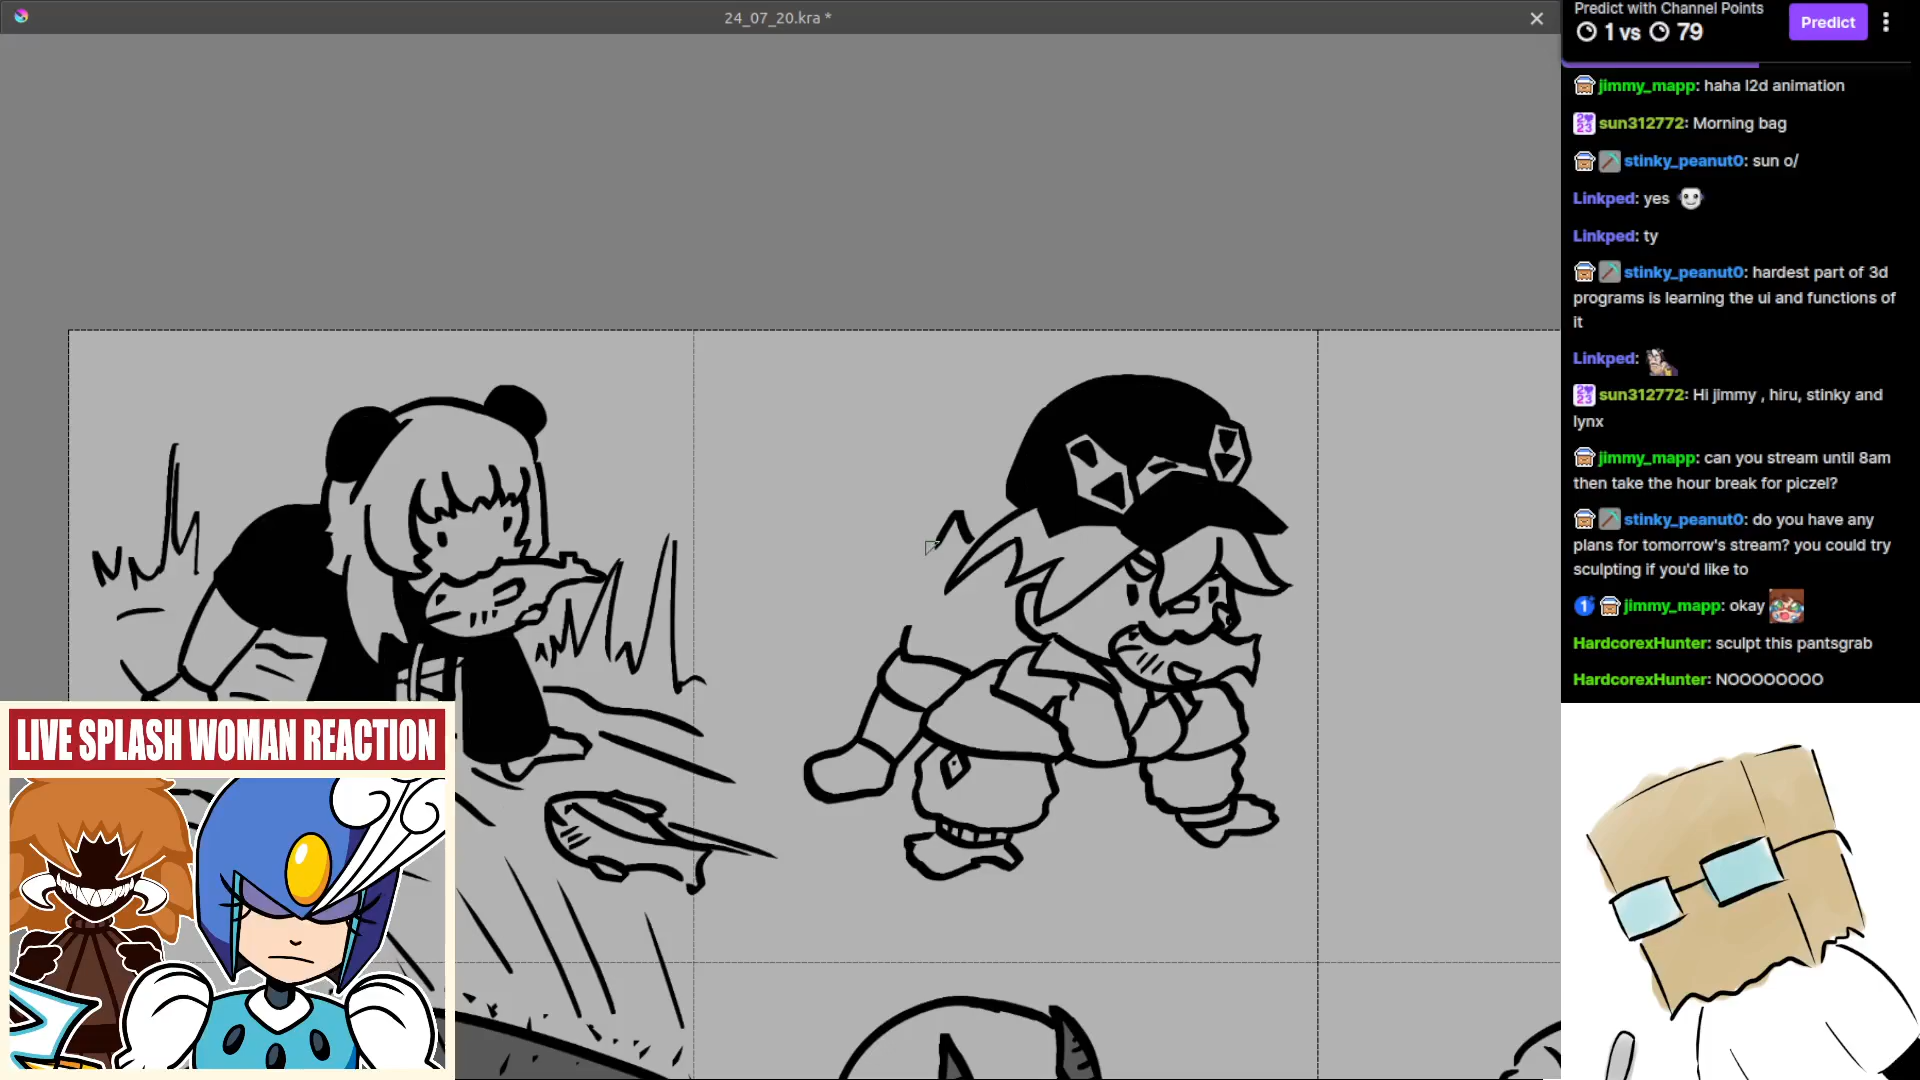 24_07_20.kra *
Predict with Channel Points
1 vs 79
Predict
jimmy_mapp: haha l2d animation
sun312772: Morning bag
stinky_peanut0: sun o/
Linkped: yes
Linkped: ty
stinky_peanut0: hardest part of 3d
programs is learning the ui and functions of
it
Linkped:
sun312772: Hi jimmy , hiru, stinky and
lynx
jimmy_mapp: can you stream until 8am
then take the hour break for piczel?
stinky_peanut0: do you have any
plans for tomorrow's stream? you could try
sculpting if you'd like to
1 jimmy_mapp: okay
HardcorexHunter: sculpt this pantsgrab
HardcorexHunter: NOOOOOOOO
LIVE SPLASH WOMAN REACTION